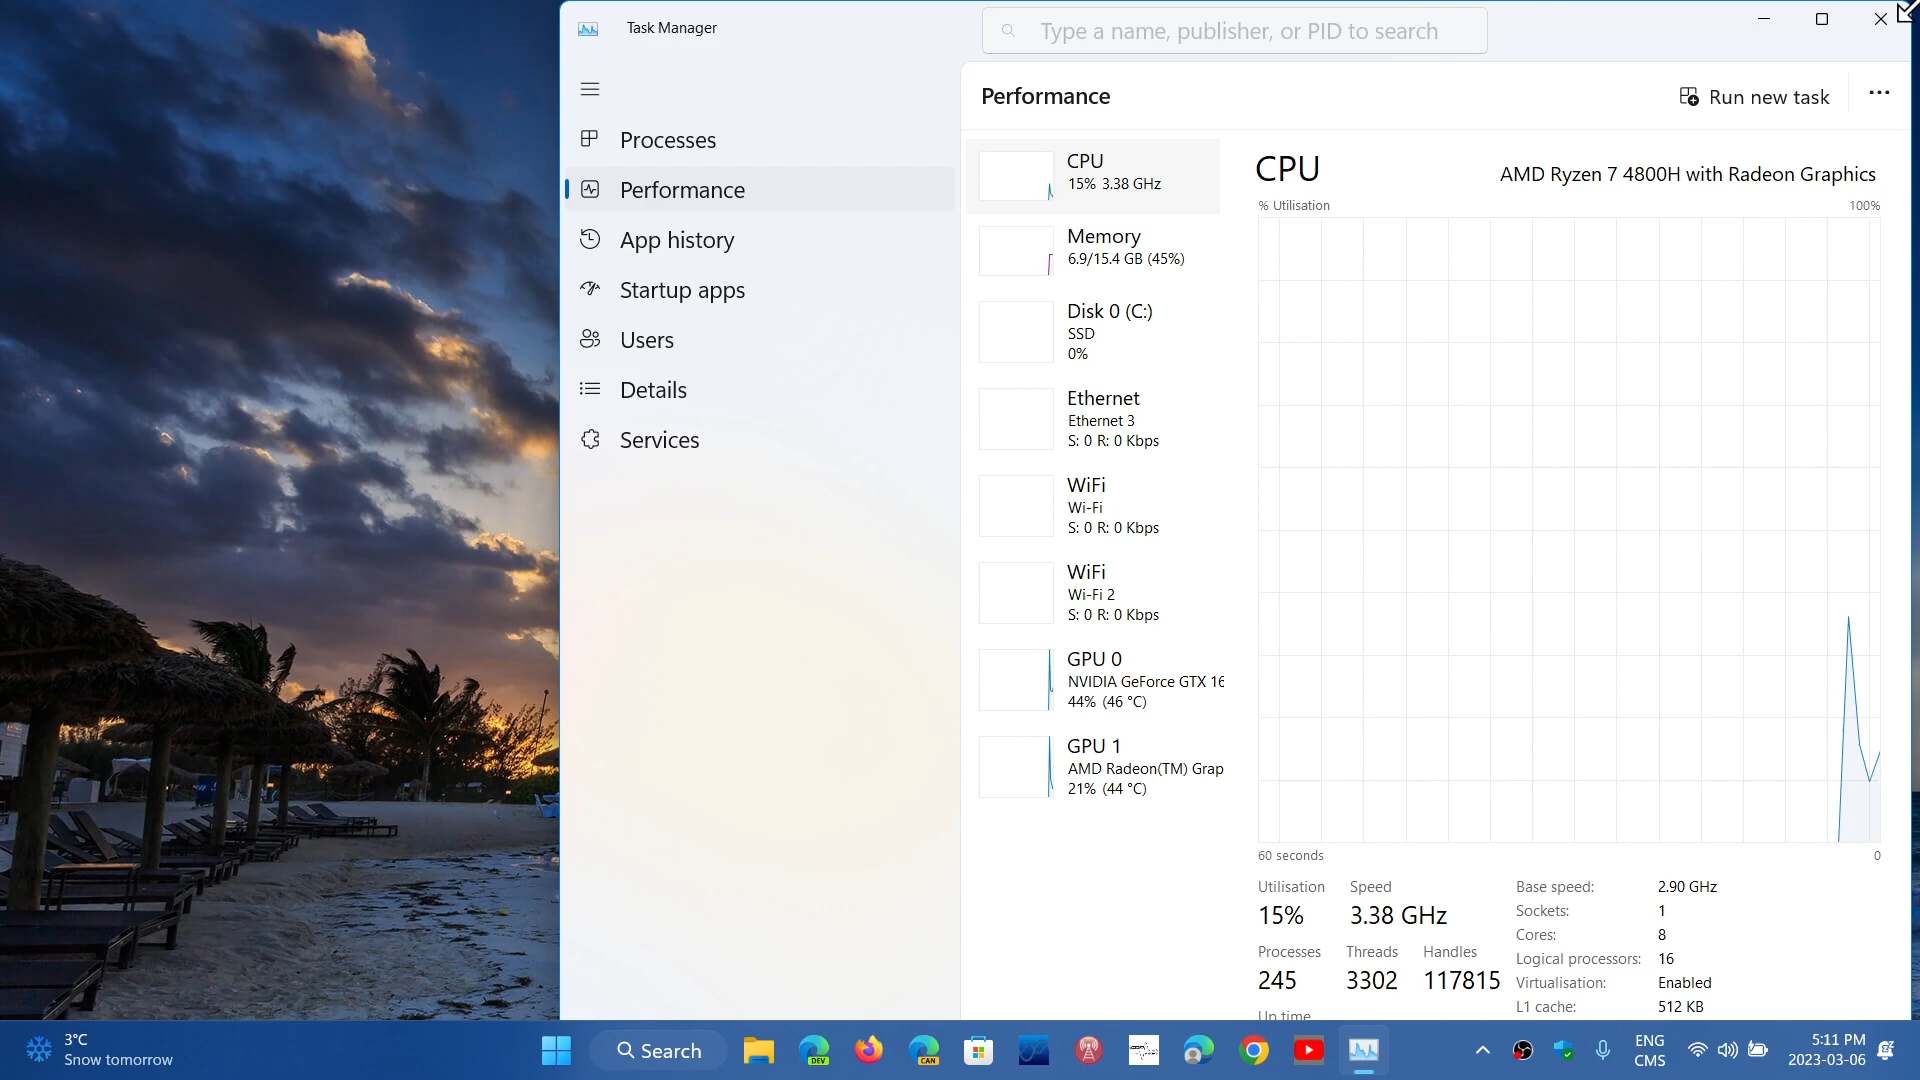 Task Manager
Type a name, publisher, or PID to search
Processes
Performance
App history
Startup apps
Users
Details
Services
Performance
Run new task
CPU
15% 3.38 GHz
Memory
6.9/15.4 GB (45%)
Disk 0 (C:)
SSD
0%
Ethernet
Ethernet 3
S: 0 R: 0 Kbps
WiFi
Wi-Fi
S: 0 R: 0 Kbps
WiFi
Wi-Fi 2
S: 0 R: 0 Kbps
GPU 0
NVIDIA GeForce GTX 16
44% (46 °C)
GPU 1
AMD Radeon(TM) Grap
21% (44 °C)
CPU
AMD Ryzen 7 4800H with Radeon Graphics
% Utilisation
100%
60 seconds
0
Utilisation
Speed
15%
3.38 GHz
Processes
Threads
Handles
245
3302
117815
Up time
Base speed: 2.90 GHz
Sockets: 1
Cores: 8
Logical processors: 16
Virtualisation: Enabled
L1 cache: 512 KB
3°C
Snow tomorrow
Search
DEV
CAN
ENG
CMS
5:11 PM
2023-03-06